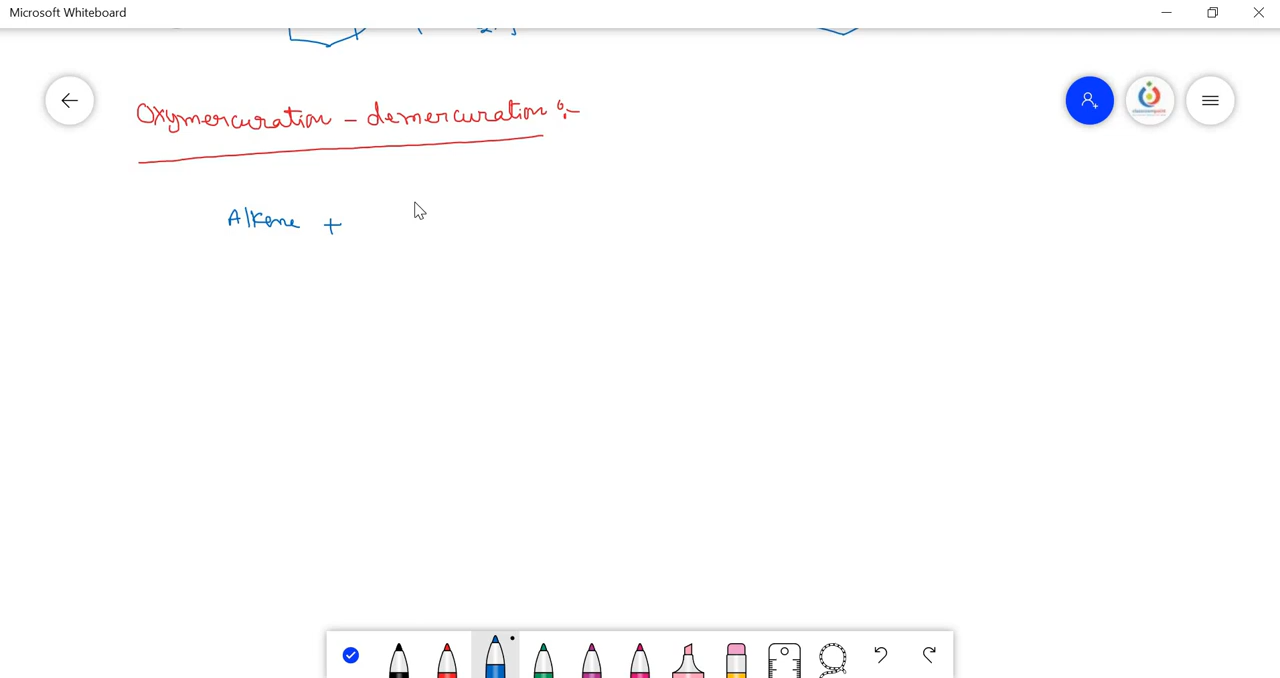 Microsoft Whiteboard
Oxymercuration - demercuration :-
Alkene +